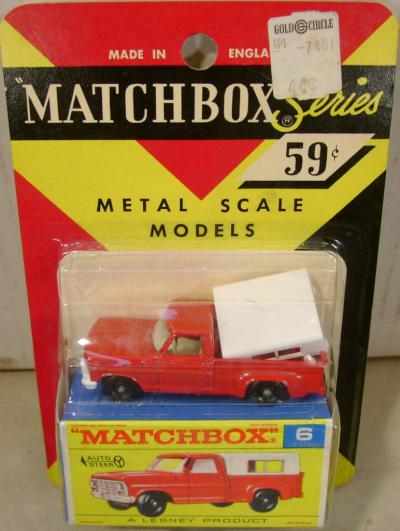 GOLD CIRCLE
MADE IN ENGLA
"MATCHBOX® Series
59¢
METAL SCALE
MODELS
"MATCHBOX"® 6
AUTO
STEER
A LESNEY PRODUCT